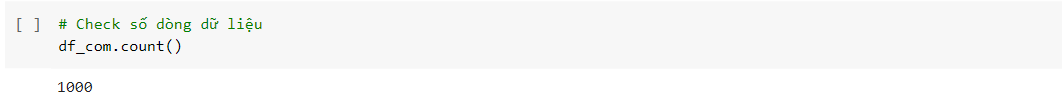 [ ] # Check số dòng dữ liệu
df_com.count()
1000